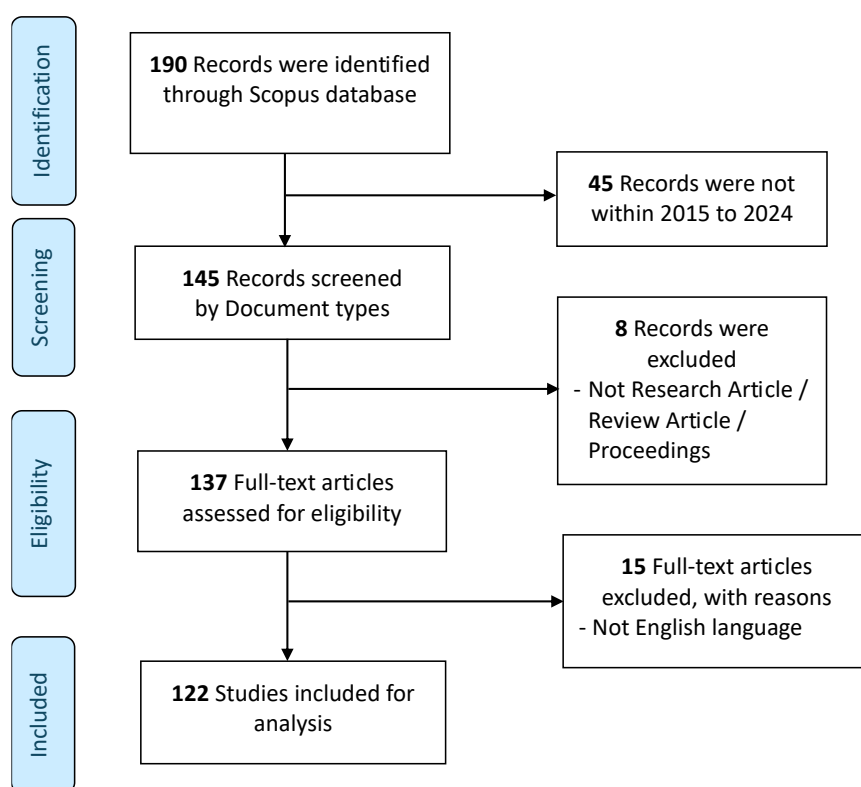 Identification
190 Records were identified
through Scopus database
45 Records were not
within 2015 to 2024
Screening
145 Records screened
by Document types
8 Records were
excluded
- Not Research Article /
Review Article /
Proceedings
Eligibility
137 Full-text articles
assessed for eligibility
15 Full-text articles
excluded, with reasons
- Not English language
Included
122 Studies included for
analysis